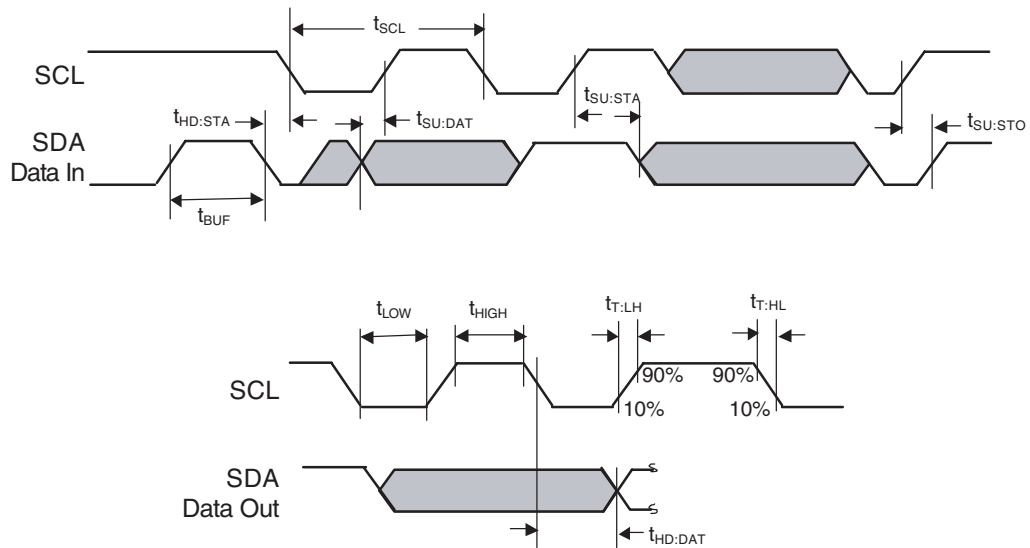 tSCL
SCL
tHD:STA
tSU:DAT
tSU:STA
tSU:STO
SDA
Data In
tBUF
tLOW
tHIGH
tT:LH
tT:HL
SCL
90%
90%
10%
10%
SDA
Data Out
tHD:DAT